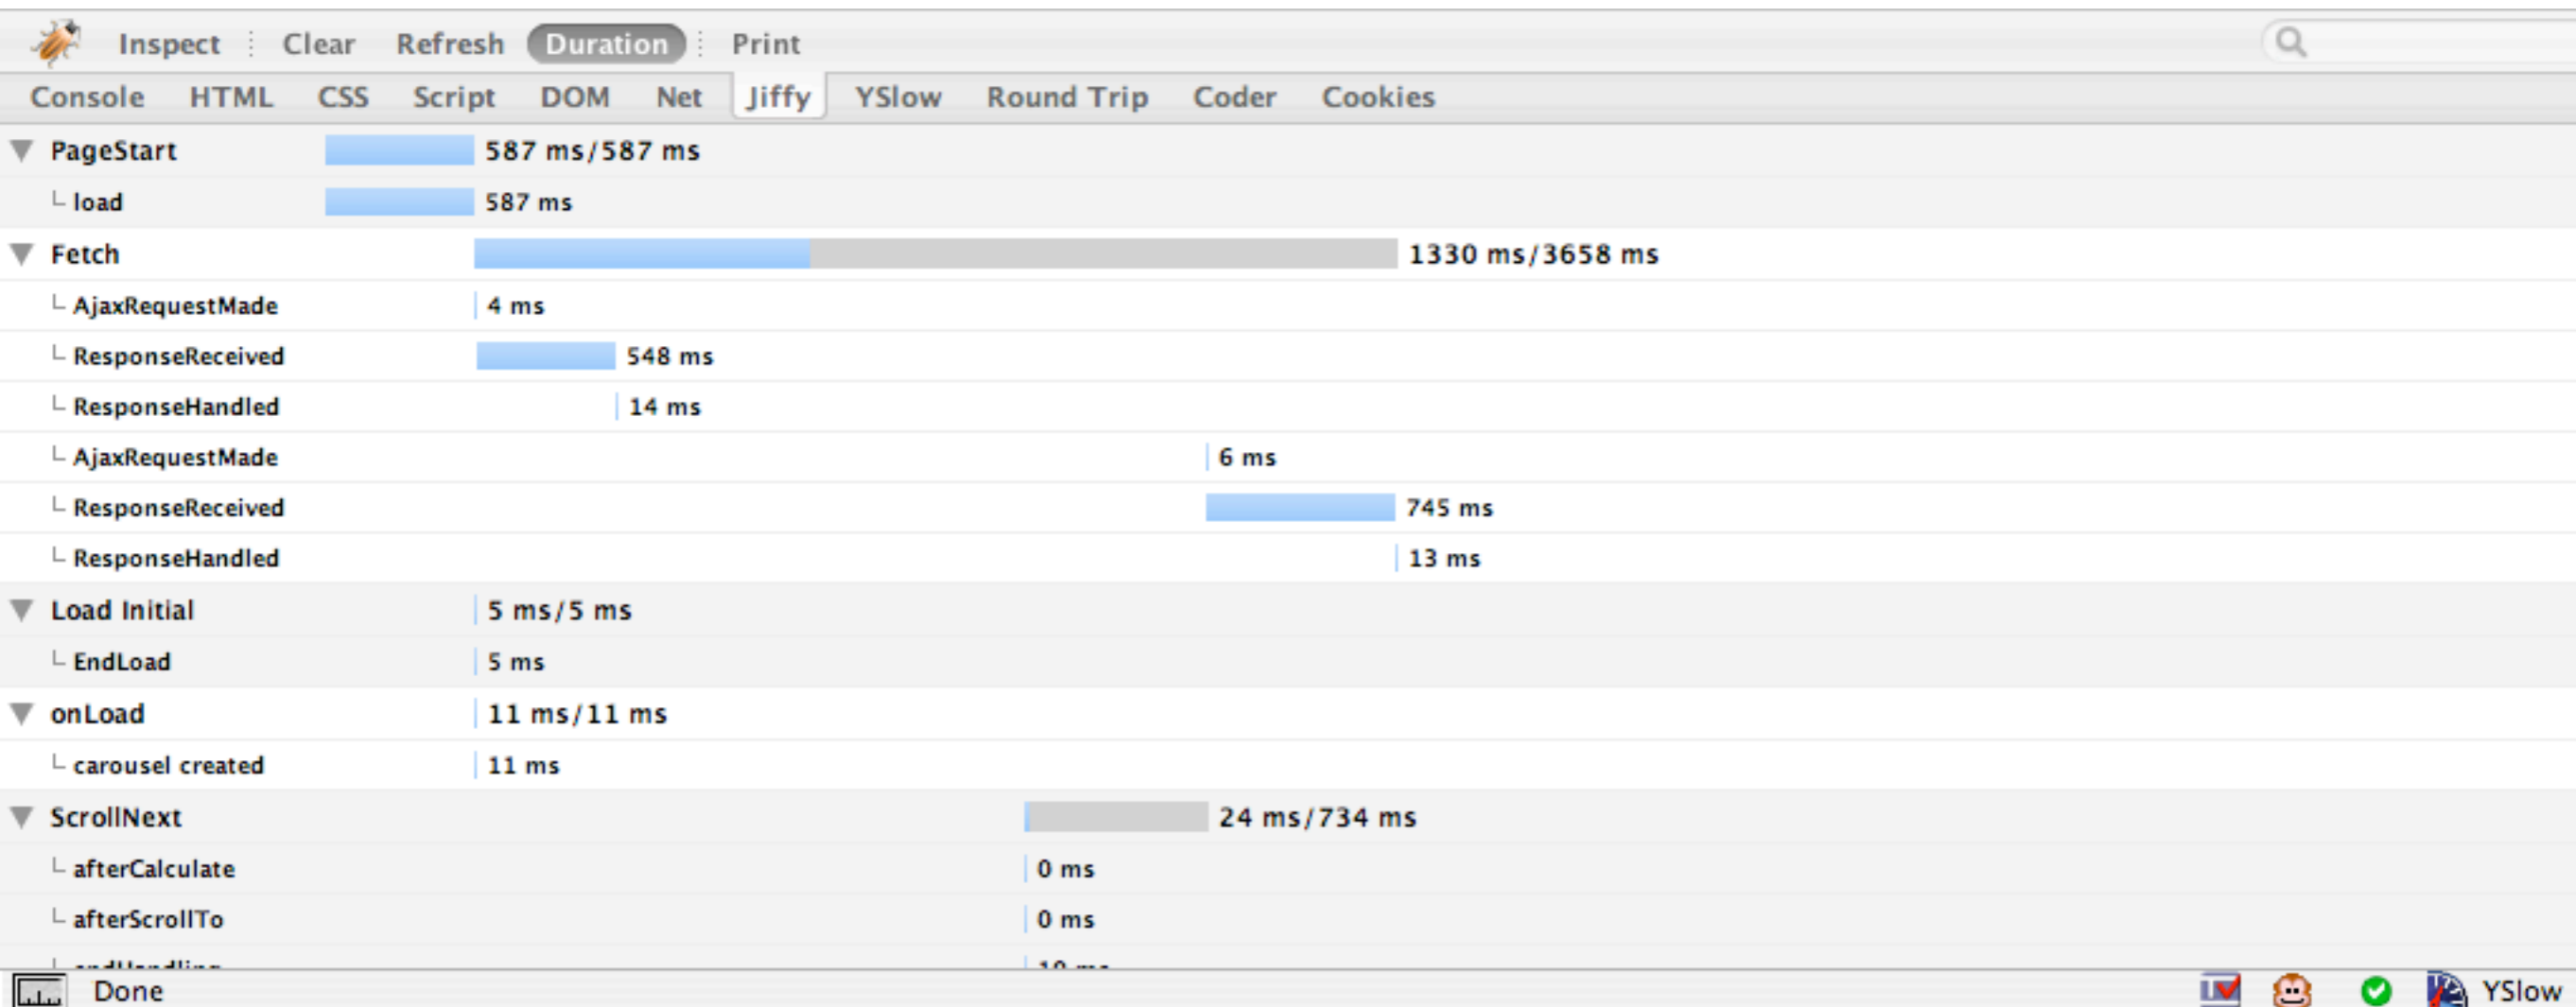 Inspect Clear Refresh Duration Print
Console HTML CSS Script DOM Net Jiffy YSlow Round Trip Coder Cookies
PageStart 587 ms/587 ms
load 587 ms
Fetch 1330 ms/3658 ms
AjaxRequestMade 4 ms
ResponseReceived 548 ms
ResponseHandled 14 ms
AjaxRequestMade 6 ms
ResponseReceived 745 ms
ResponseHandled 13 ms
Load Initial 5 ms/5 ms
EndLoad 5 ms
onLoad 11 ms/11 ms
carousel created 11 ms
ScrollNext 24 ms/734 ms
afterCalculate 0 ms
afterScrollTo 0 ms
Done YSlow